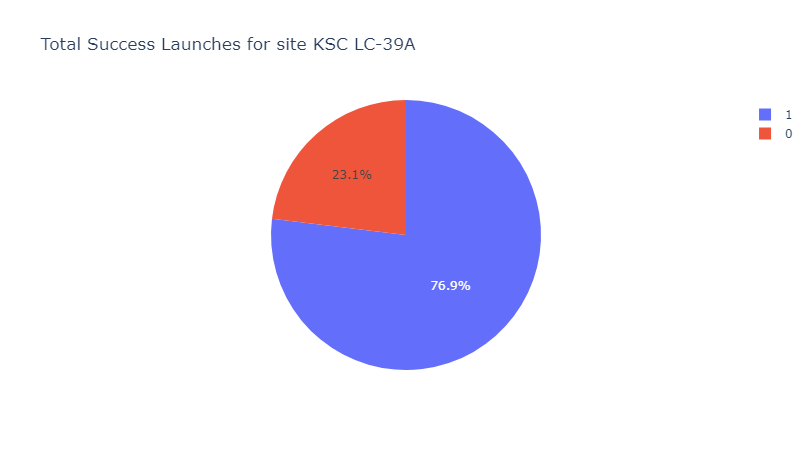 Total Success Launches for site KSC LC-39A
1
0
23.1%
76.9%